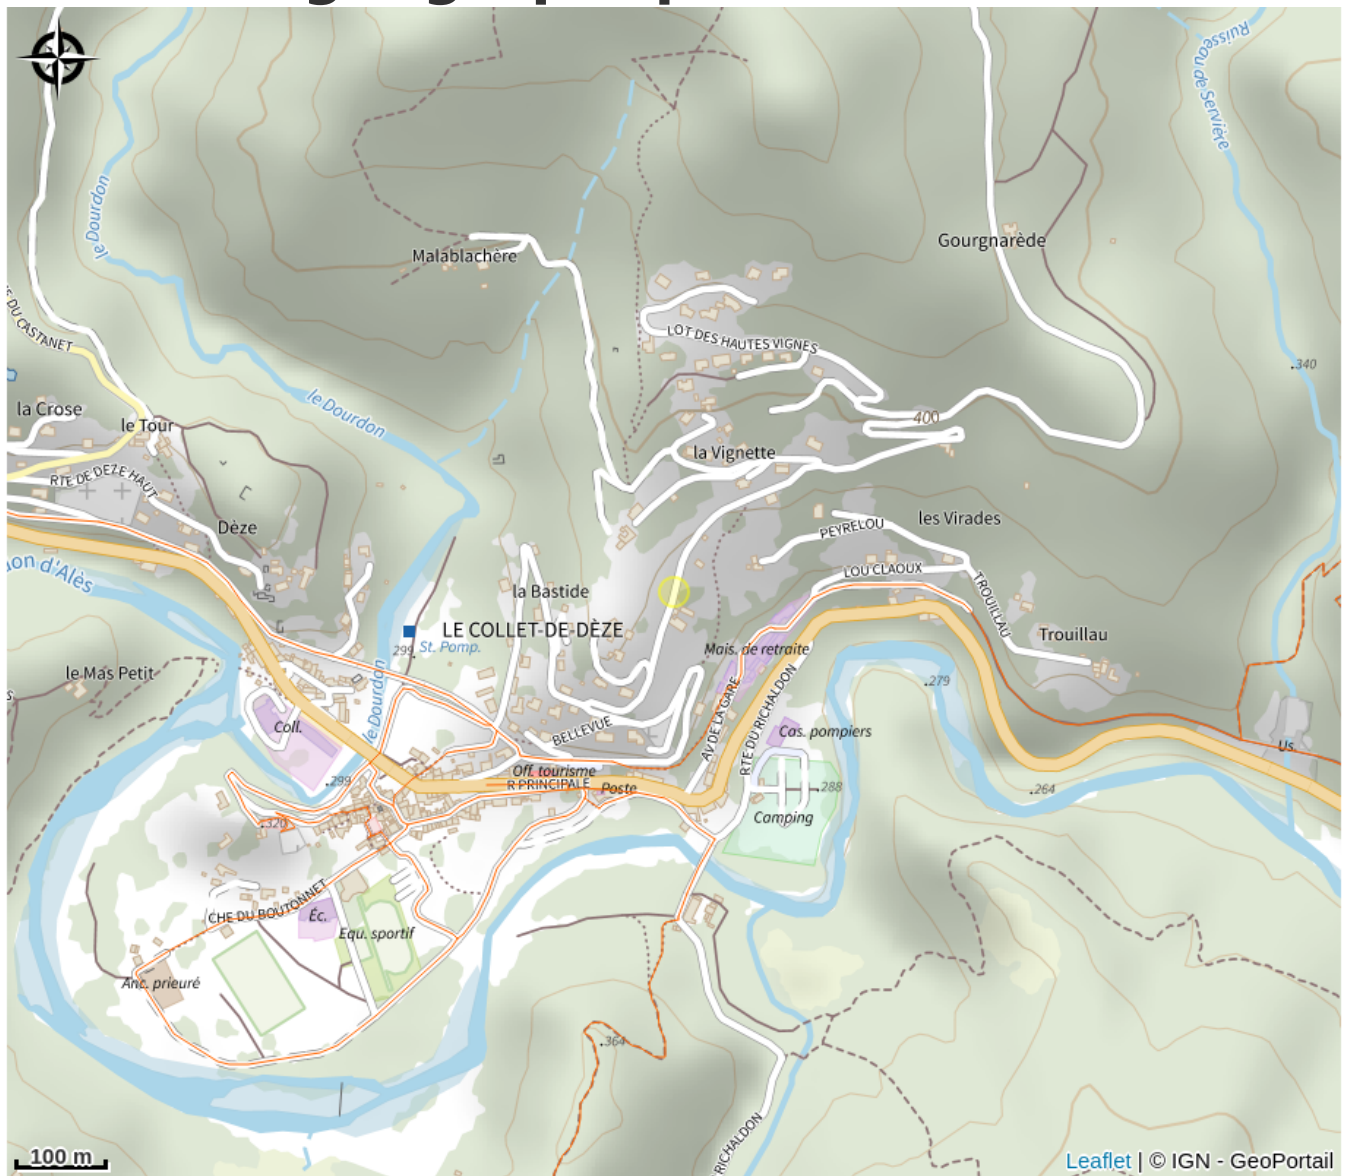 Ruisseau de Servière
le Dourdon
Gourgnarède
Malablachère
E DU CASTANET
LOT DES HAUTES VIGNES
.340
le Dourdon
la Crose
400
le Tour
la Vignette
RTE DE DEZE HAUT
les Virades
Dèze
PEYRELOU
on d'Alès
LOU CLAOUX
la Bastide
TROUILLAU
LE COLLET-DE-DÈZE
Trouillau
St. Pomp.
299
Mais. de retraite
le Mas Petit
.279
le Dourdon
AV DE LA GARE
RTE DU RICHALDON
Coll.
BELLEVUE
Cas. pompiers
Us.
Off. tourisme
.299
R PRINCIPALE
Poste
.288
.264
Camping
.320
CHE DU BOUTONNET
Éc.
Equ. sportif
Anc. prieuré
.364
RICHALDON
100 m
Leaflet | © IGN - GeoPortail